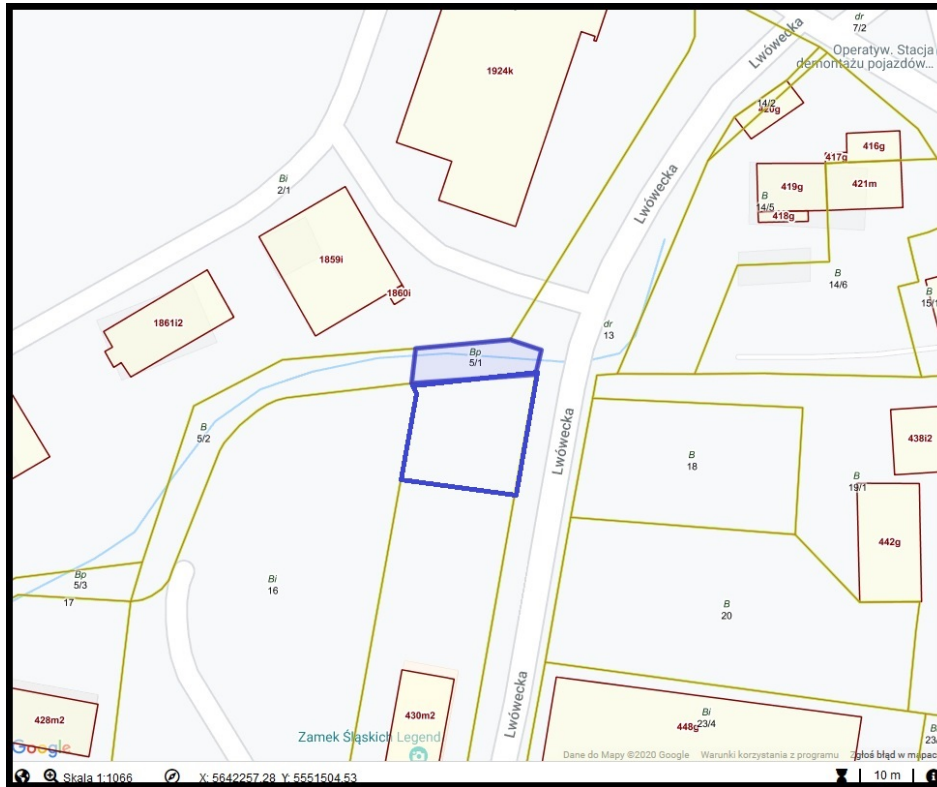 dr
7/2
Lwówecka
Operatyw. Stacja
demontażu pojazdów...
1924k
14/2
420g
416g
417g
419g
421m
B
14/5
418g
Lwówecka
Bi
2/1
1859i
1860i
B
14/6
B
1861i2
dr
13
Bp
5/1
B
5/2
Lwówecka
438i2
B
18
B
19/1
442g
Bp
5/3
17
Bi
16
B
20
428m2
430m2
Lwówecka
Bi
23/4
448g
Zamek Śląskich Legend
Google
Dane do Mapy ©2020 Google Warunki korzystania z programu Zgłoś błąd w mapach
Skala 1:1066 X: 5642257.28 Y: 5551504.53 10 m